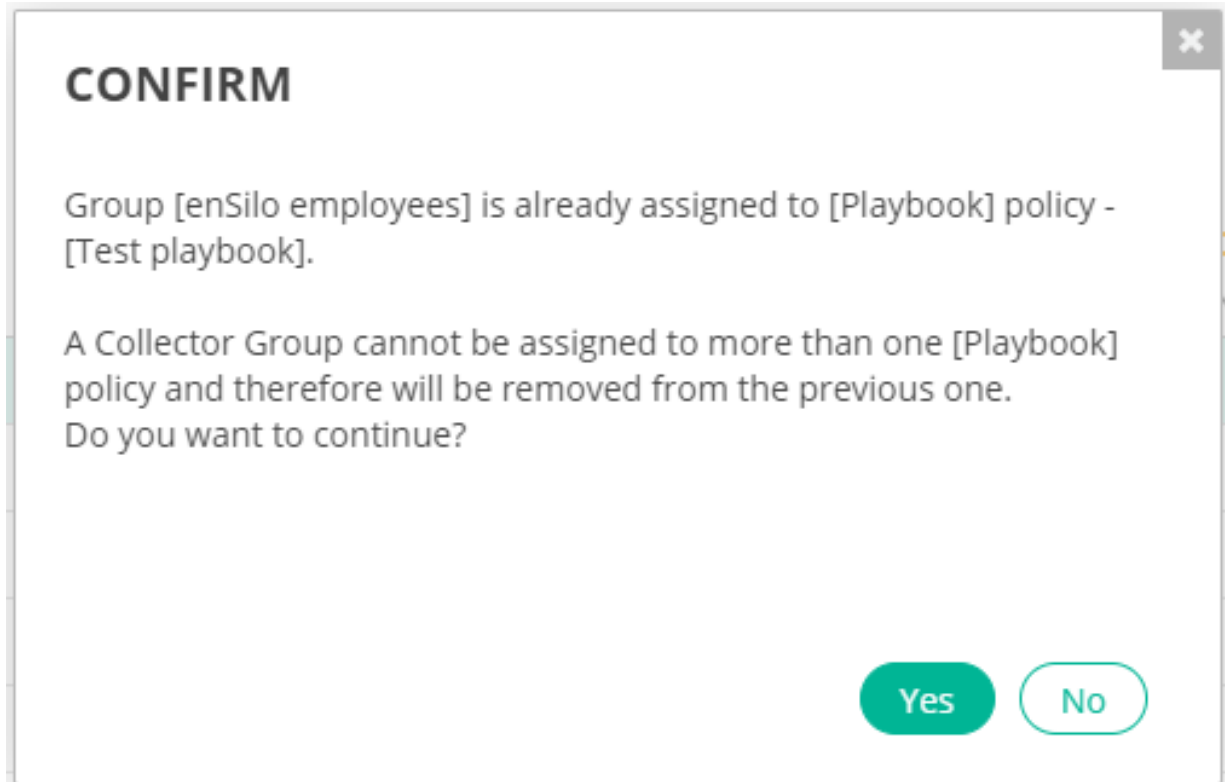 CONFIRM
Group [enSilo employees] is already assigned to [Playbook] policy -
[Test playbook].
A Collector Group cannot be assigned to more than one [Playbook]
policy and therefore will be removed from the previous one.
Do you want to continue?
Yes No